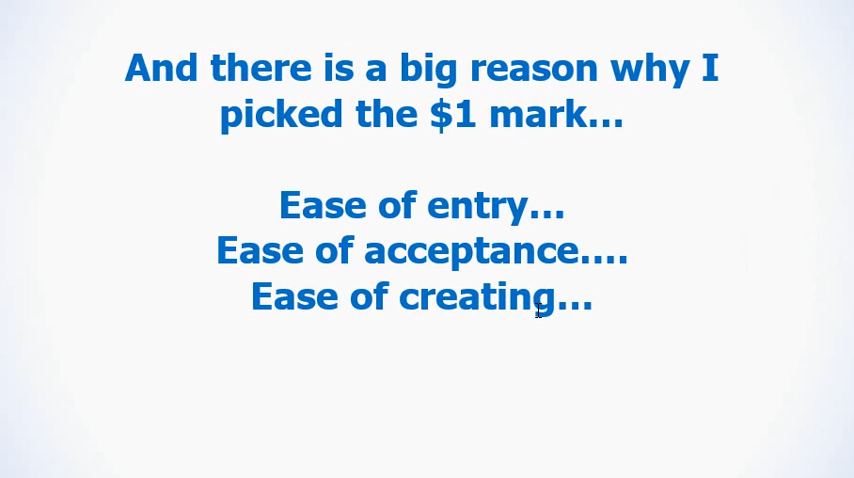 And there is a big reason why I
picked the $1 mark...
Ease of entry...
Ease of acceptance....
Ease of creating...